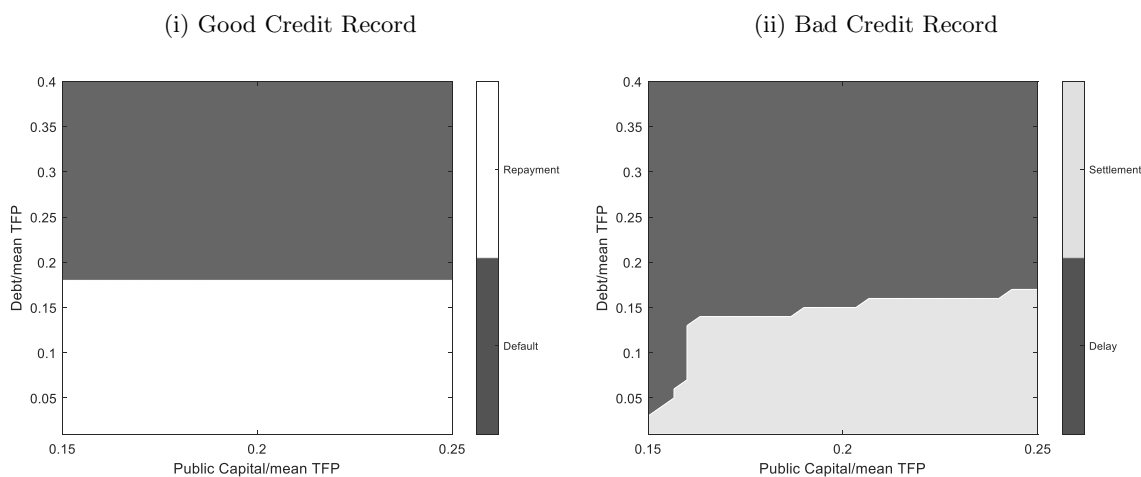 (i) Good Credit Record
0.4
0.35
0.3
0.25
0.2
0.15
0.1
0.05
0.15
0.2
0.25
Debt/mean TFP
Public Capital/mean TFP
Repayment
Default
(ii) Bad Credit Record
0.4
0.35
0.3
0.25
0.2
0.15
0.1
0.05
0.15
0.2
0.25
Debt/mean TFP
Public Capital/mean TFP
Settlement
Delay